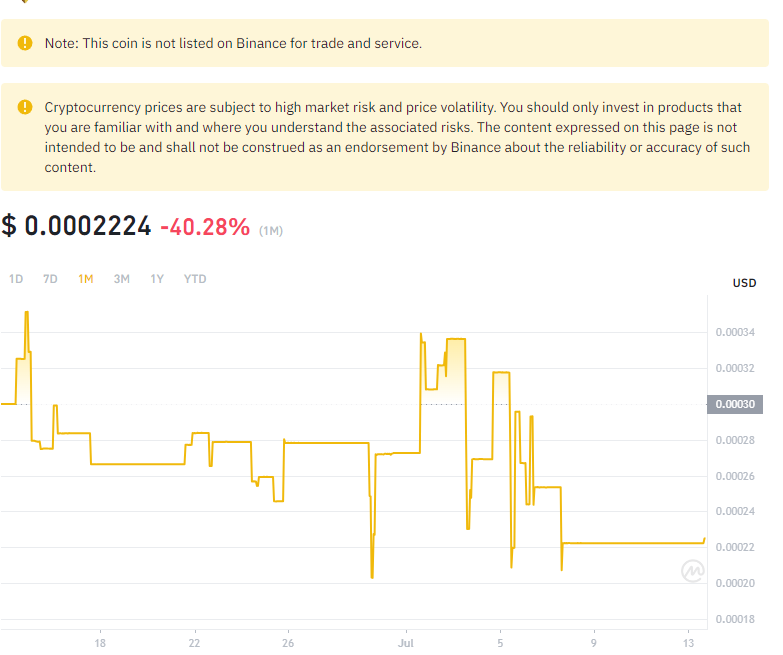 Note: This coin is not listed on Binance for trade and service.
Cryptocurrency prices are subject to high market risk and price volatility. You should only invest in products that
you are familiar with and where you understand the associated risks. The content expressed on this page is not
intended to be and shall not be construed as an endorsement by Binance about the reliability or accuracy of such
content.
$ 0.0002224 -40.28% (1M)
1D 7D 1M 3M 1Y YTD
USD
0.00034
0.00032
0.00030
0.00028
0.00026
0.00024
0.00022
0.00020
0.00018
18 22 26 Jul 5 9 13